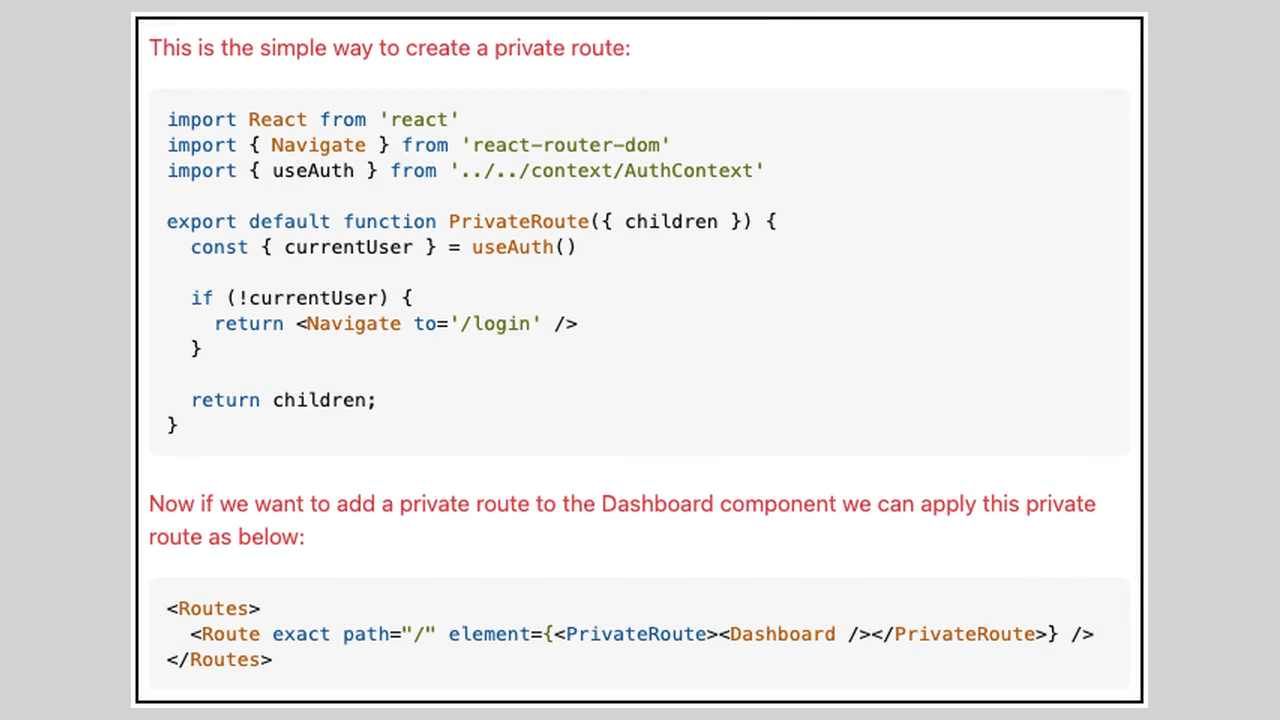 This is the simple way to create a private route:
import React from 'react'
import { Navigate } from 'react-router-dom'
import { useAuth } from '../../context/AuthContext'
export default function PrivateRoute({ children }) {
  const { currentUser } = useAuth()
  if (!currentUser) {
    return <Navigate to='/login' />
  }
  return children;
}
Now if we want to add a private route to the Dashboard component we can apply this private
route as below:
<Routes>
  <Route exact path="/" element={<PrivateRoute><Dashboard /></PrivateRoute>} />
</Routes>